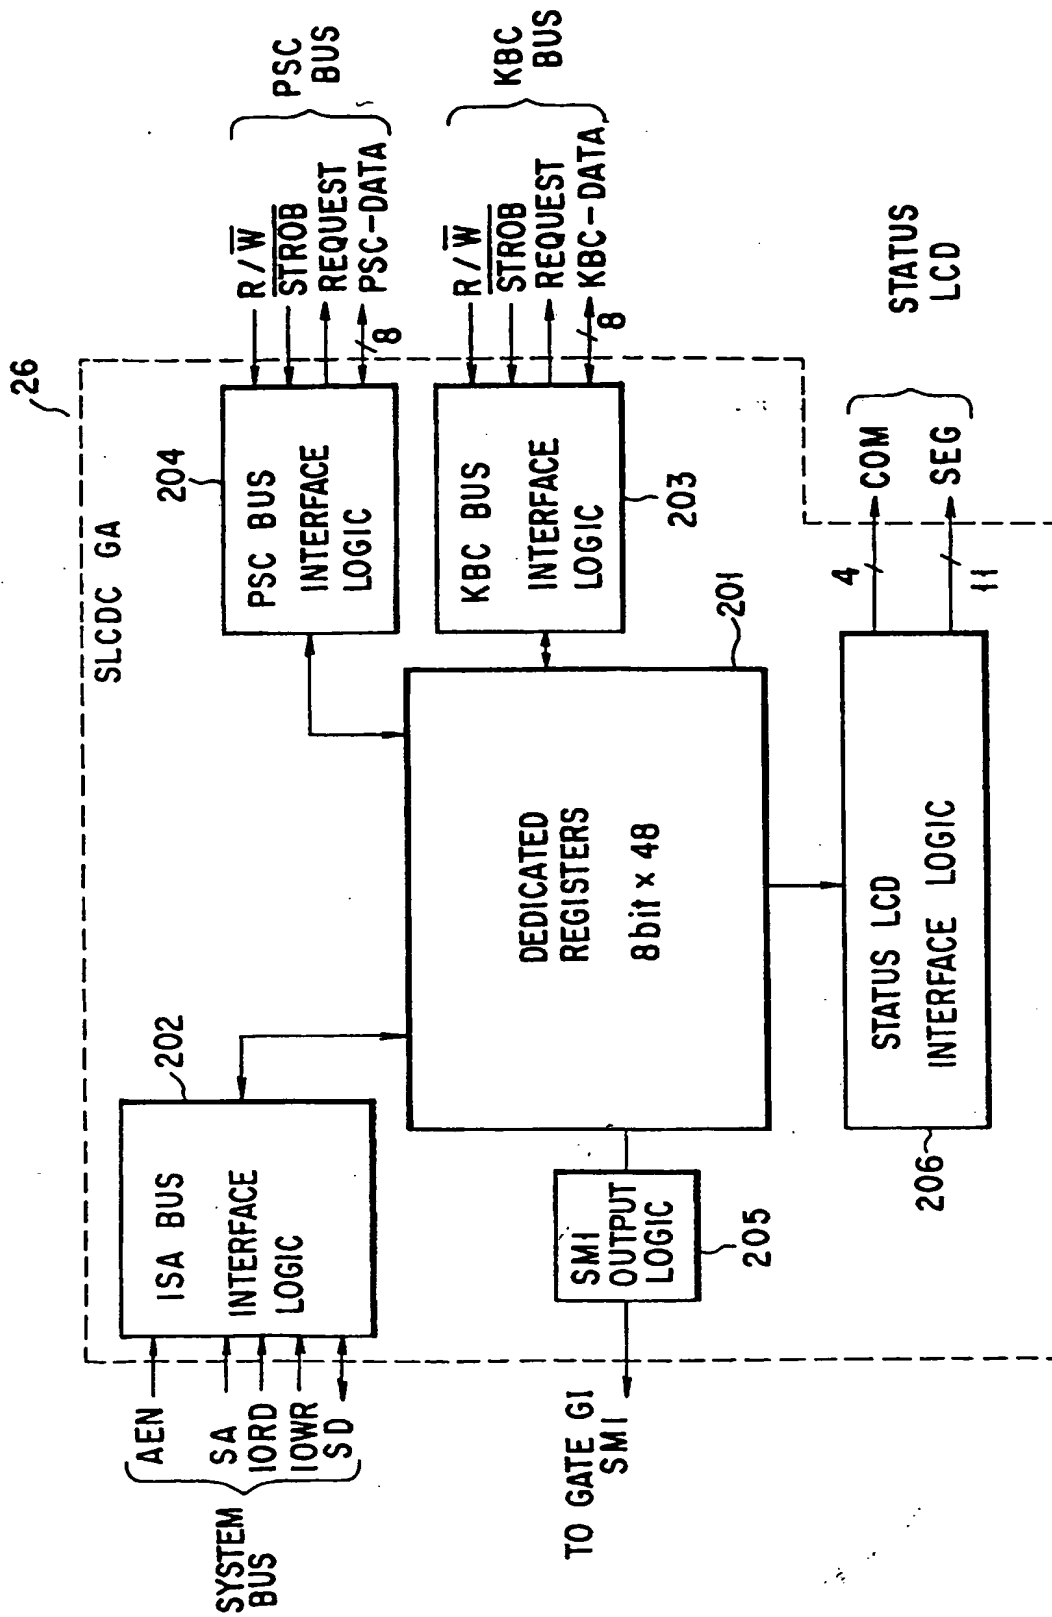 26
SLCDC GA
SYSTEM
BUS
AEN
SA
IORD
IOWR
SD
202
ISA BUS
INTERFACE
LOGIC
204
PSC BUS
INTERFACE
LOGIC
R/W
STROB
REQUEST
PSC-DATA
8
PSC
BUS
KBC BUS
INTERFACE
LOGIC
203
R/W
STROB
REQUEST
KBC-DATA
8
KBC
BUS
201
DEDICATED
REGISTERS
8bit × 48
TO GATE G1
SMI
SMI
OUTPUT
LOGIC
205
206
STATUS LCD
INTERFACE LOGIC
4
COM
11
SEG
STATUS
LCD